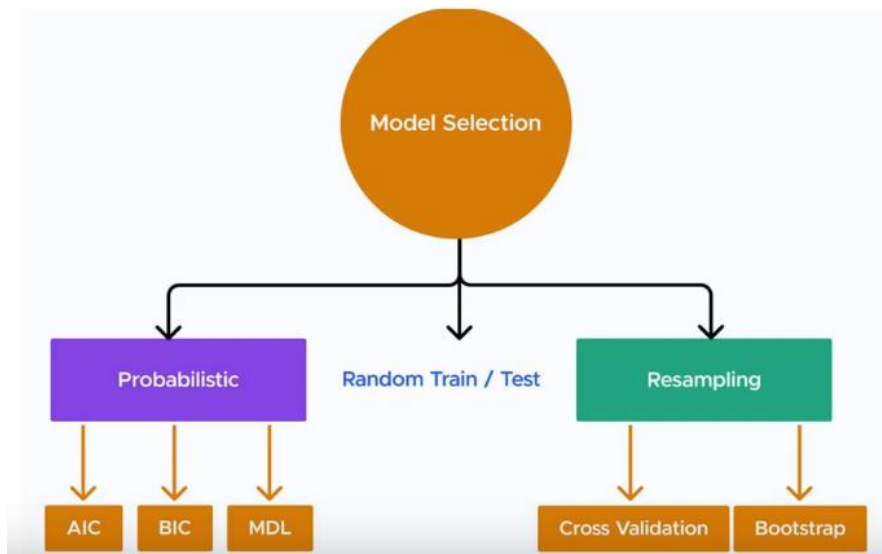 Model Selection
Probabilistic
Random Train / Test
Resampling
AIC
BIC
MDL
Cross Validation
Bootstrap